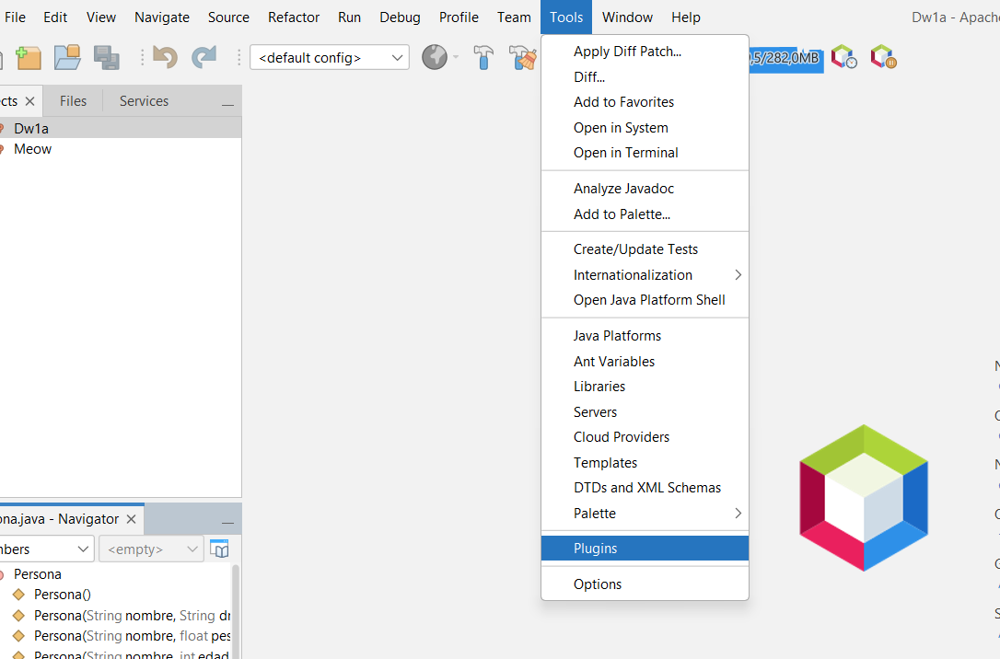 File Edit View Navigate Source Refactor Run Debug Profile Team Tools Window Help Dw1a - Apache
<default config>
,5/282,0MB
cts Files Services
Dw1a
Meow
Apply Diff Patch...
Diff...
Add to Favorites
Open in System
Open in Terminal
Analyze Javadoc
Add to Palette...
Create/Update Tests
Internationalization
Open Java Platform Shell
Java Platforms
Ant Variables
Libraries
Servers
Cloud Providers
Templates
DTDs and XML Schemas
Palette
Plugins
Options
ona.java - Navigator
nbers <empty>
Persona
Persona()
Persona(String nombre, String dn
Persona(String nombre, float pes
Persona(String nombre, int edad